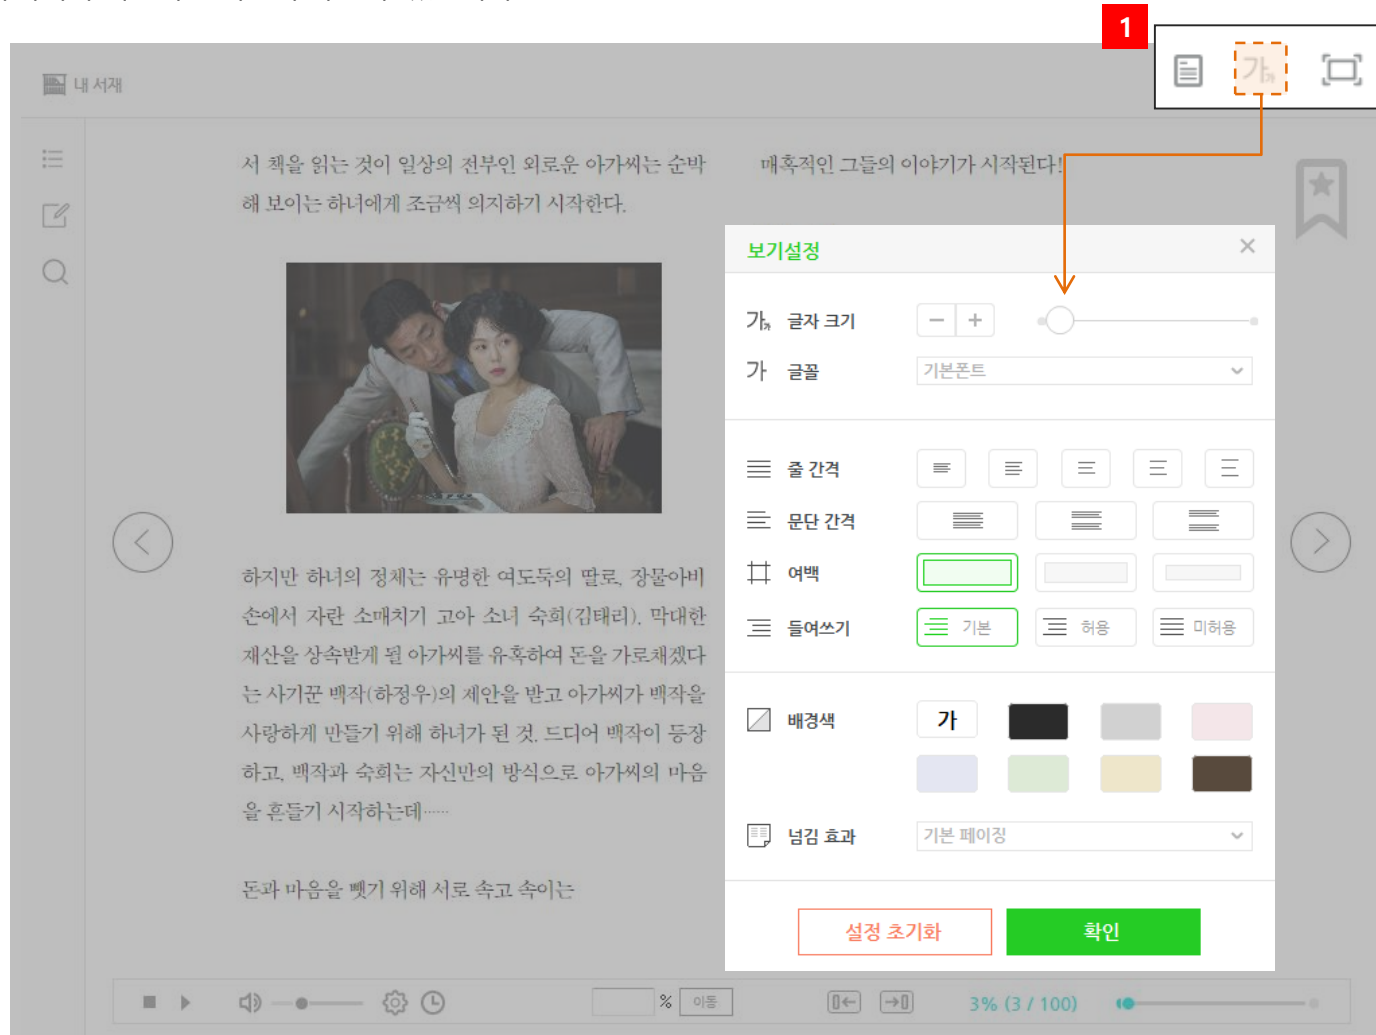 1
가가
내 서재
서 책을 읽는 것이 일상의 전부인 외로운 아가씨는 순박
해 보이는 하녀에게 조금씩 의지하기 시작한다.
하지만 하녀의 정체는 유명한 여도둑의 딸로, 장물아비
손에서 자란 소매치기 고아 소녀 숙희(김태리). 막대한
재산을 상속받게 될 아가씨를 유혹하여 돈을 가로채겠다
는 사기꾼 백작(하정우)의 제안을 받고 아가씨가 백작을
사랑하게 만들기 위해 하녀가 된 것. 드디어 백작이 등장
하고, 백작과 숙희는 자신만의 방식으로 아가씨의 마음
을 흔들기 시작하는데……
돈과 마음을 뺏기 위해 서로 속고 속이는
매혹적인 그들의 이야기가 시작된다!
보기설정
가가 글자 크기
가 글꼴 기본폰트
줄 간격
문단 간격
여백
들여쓰기 기본 허용 미허용
배경색 가
넘김 효과 기본 페이징
설정 초기화 확인
% 이동 3% (3 / 100)